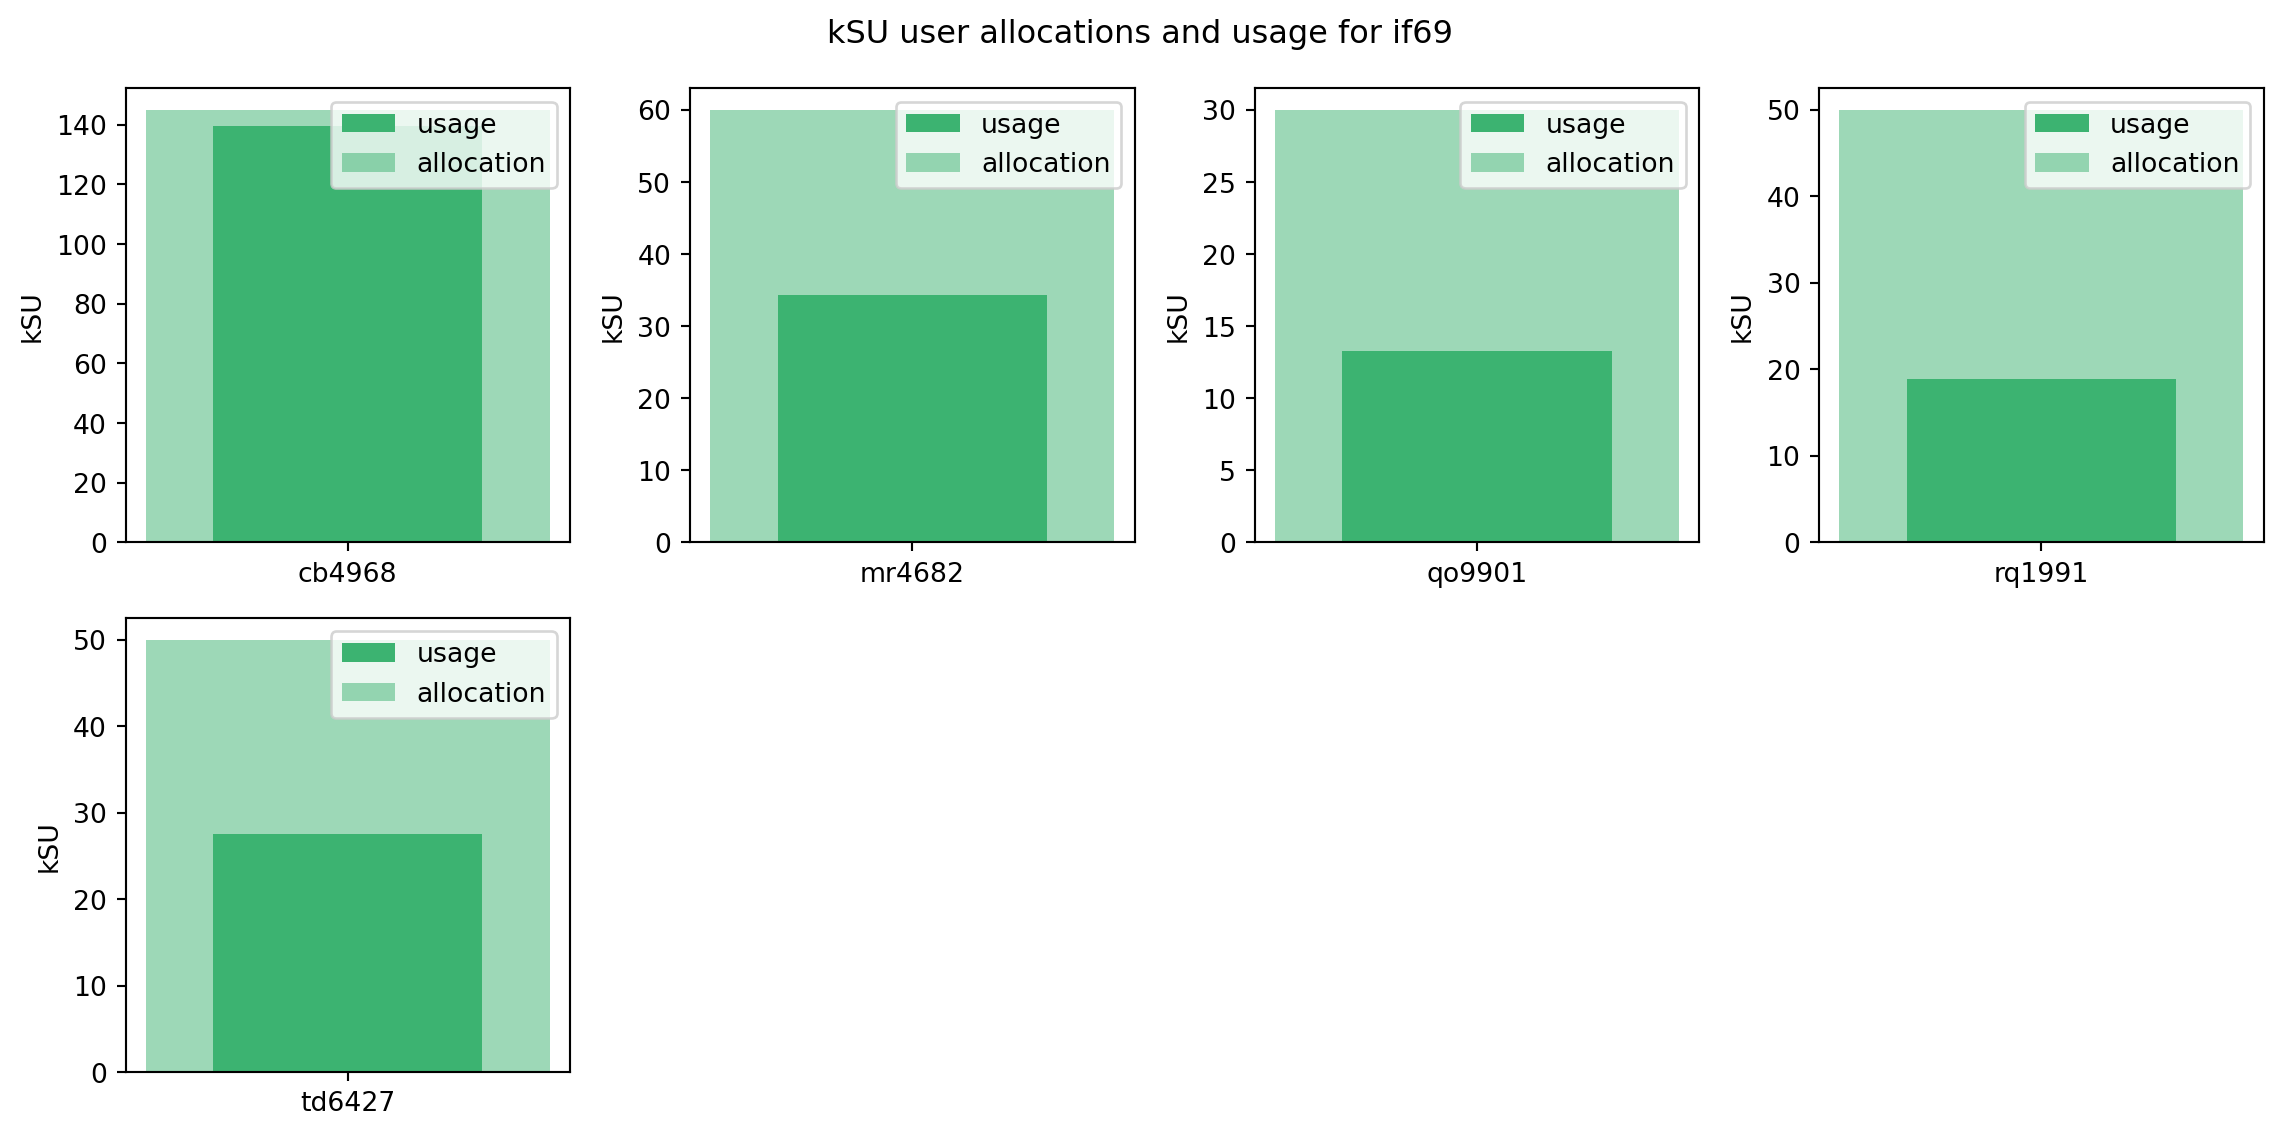 kSU user allocations and usage for if69
kSU
140
120
100
80
60
40
20
0
usage
allocation
cb4968
kSU
60
50
40
30
20
10
0
usage
allocation
mr4682
kSU
30
25
20
15
10
5
0
usage
allocation
qo9901
kSU
50
40
30
20
10
0
usage
allocation
rq1991
kSU
50
40
30
20
10
0
usage
allocation
td6427